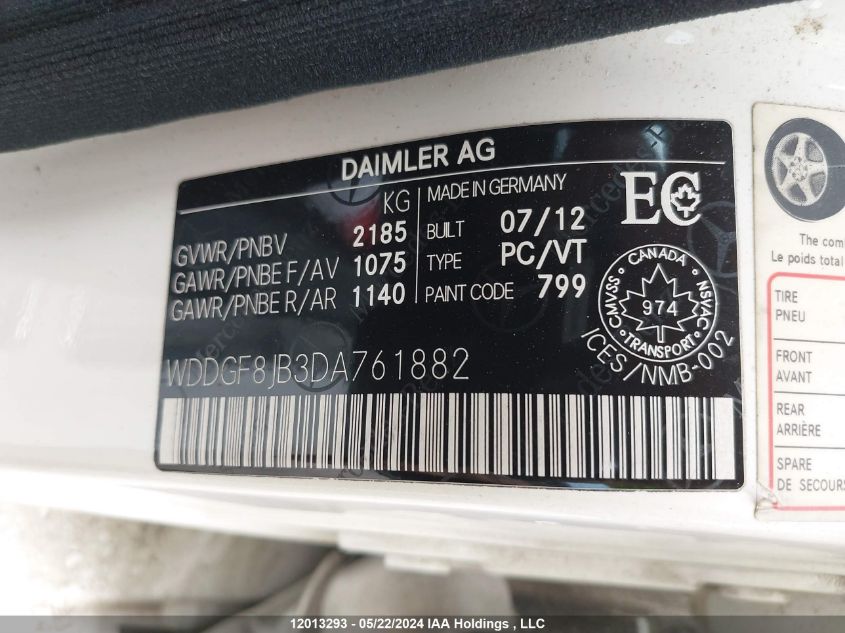 DAIMLER AG
KG
GVWR/PNBV 2185
GAWR/PNBE F/AV 1075
GAWR/PNBE R/AR 1140
MADE IN GERMANY
BUILT 07/12
TYPE PC/VT
PAINT CODE 799
EC
CANADA
CMVSS
974
NSVAC
TRANSPORT
ICES/NMB-002
WDDGF8JB3DA761882
The com
Le poids total
TIRE
PNEU
FRONT
AVANT
REAR
ARRIÈRE
SPARE
DE SECOURS
12013293 - 05/22/2024 IAA Holdings , LLC